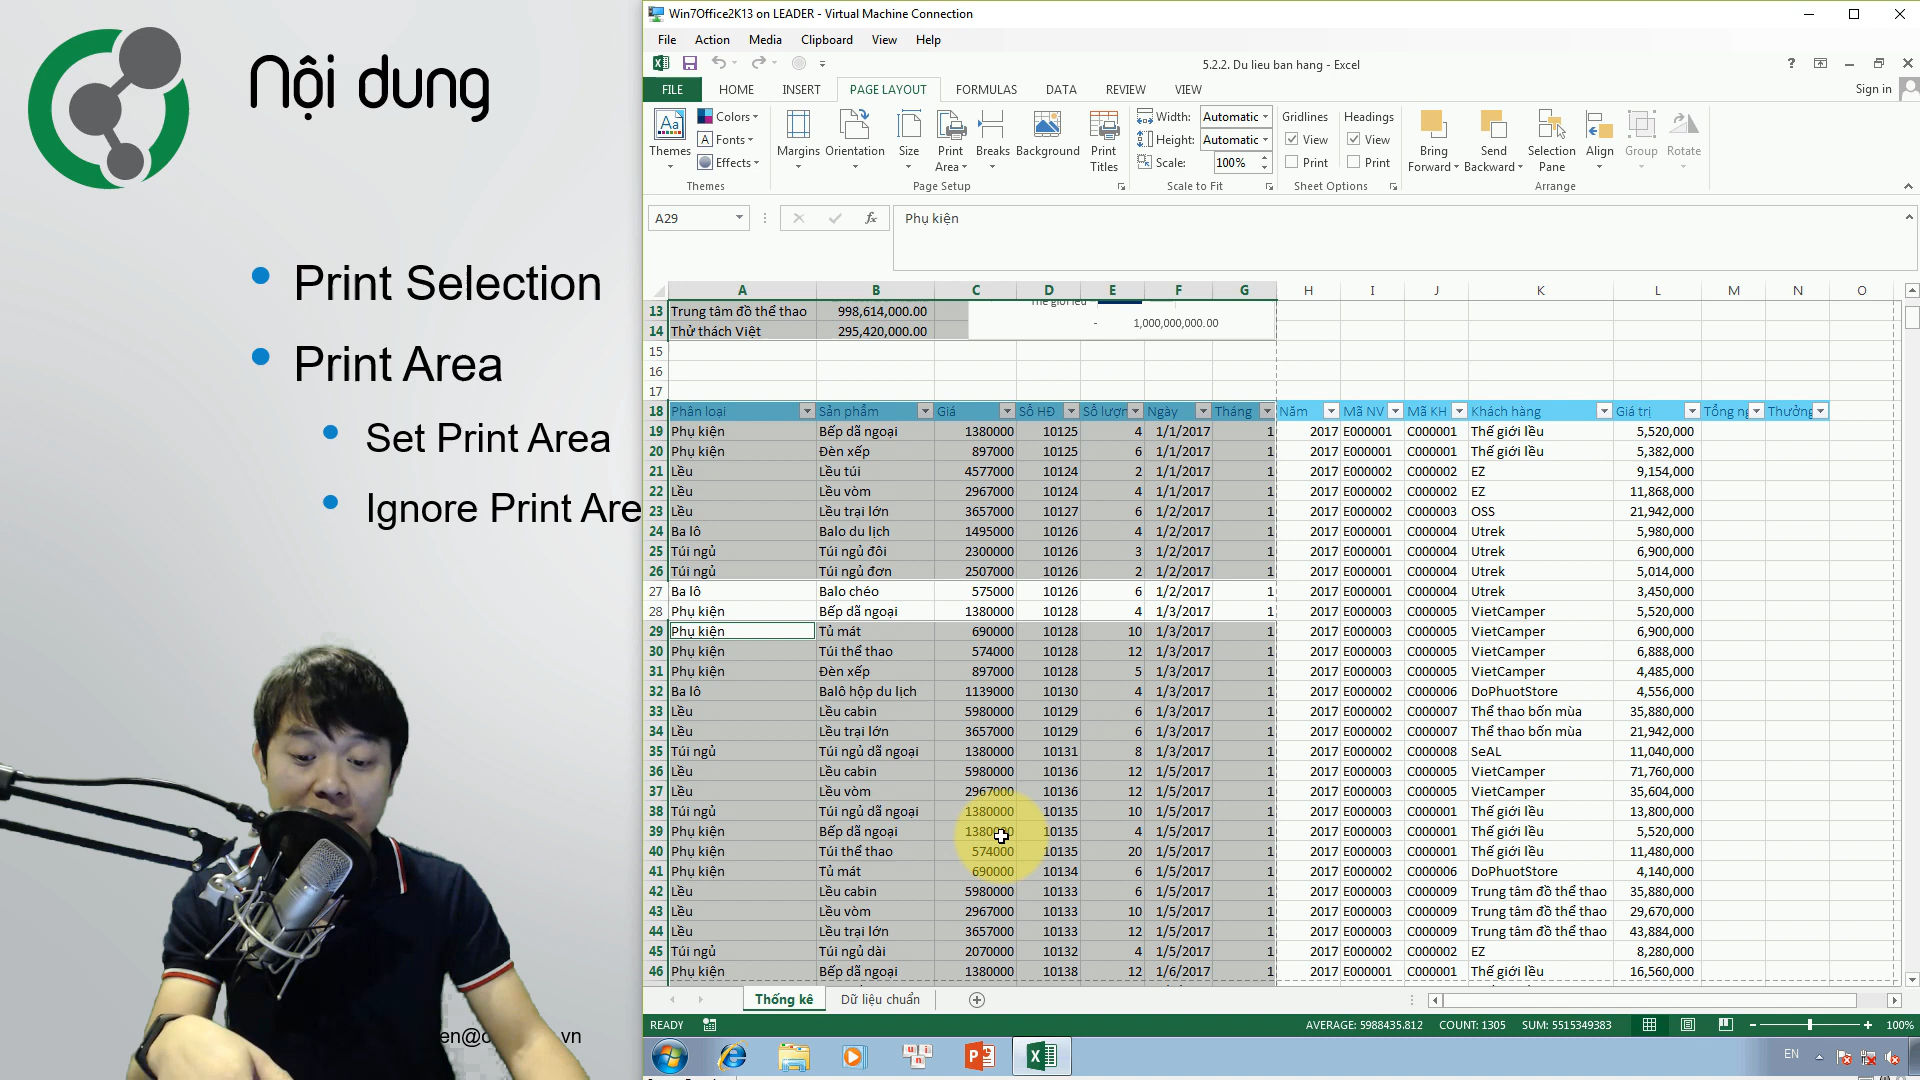 Nội dung
Print Selection
Print Area
Set Print Area
Ignore Print Are
Win7Office2K13 on LEADER - Virtual Machine Connection
File Action Media Clipboard View Help
5.2.2. Du lieu ban hang - Excel
FILE HOME INSERT PAGE LAYOUT FORMULAS DATA REVIEW VIEW Sign in
Themes Colors Fonts Effects Margins Orientation Size Print Area Breaks Background Print Titles Width: Automatic Height: Automatic Scale: 100% Gridlines View Print Headings View Print Bring Forward Send Backward Selection Pane Align Group Rotate
Themes Page Setup Scale to Fit Sheet Options Arrange
A29 fx Phụ kiện
A B C D E F G H I J K L M N O
Thế giới lều
13 Trung tâm đồ thể thao 998,614,000.00
14 Thử thách Việt 295,420,000.00 - 1,000,000,000.00
15
16
17
18 Phân loại Sản phẩm Giá Số HĐ Số lượn Ngày Tháng Năm Mã NV Mã KH Khách hàng Giá trị Tổng ng Thưởng
19 Phụ kiện Bếp dã ngoại 1380000 10125 4 1/1/2017 1 2017 E000001 C000001 Thế giới lều 5,520,000
20 Phụ kiện Đèn xếp 897000 10125 6 1/1/2017 1 2017 E000001 C000001 Thế giới lều 5,382,000
21 Lều Lều túi 4577000 10124 2 1/1/2017 1 2017 E000002 C000002 EZ 9,154,000
22 Lều Lều vòm 2967000 10124 4 1/1/2017 1 2017 E000002 C000002 EZ 11,868,000
23 Lều Lều trại lớn 3657000 10127 6 1/2/2017 1 2017 E000002 C000003 OSS 21,942,000
24 Ba lô Balo du lịch 1495000 10126 4 1/2/2017 1 2017 E000001 C000004 Utrek 5,980,000
25 Túi ngủ Túi ngủ đôi 2300000 10126 3 1/2/2017 1 2017 E000001 C000004 Utrek 6,900,000
26 Túi ngủ Túi ngủ đơn 2507000 10126 2 1/2/2017 1 2017 E000001 C000004 Utrek 5,014,000
27 Ba lô Balo chéo 575000 10126 6 1/2/2017 1 2017 E000001 C000004 Utrek 3,450,000
28 Phụ kiện Bếp dã ngoại 1380000 10128 4 1/3/2017 1 2017 E000003 C000005 VietCamper 5,520,000
29 Phụ kiện Tủ mát 690000 10128 10 1/3/2017 1 2017 E000003 C000005 VietCamper 6,900,000
30 Phụ kiện Túi thể thao 574000 10128 12 1/3/2017 1 2017 E000003 C000005 VietCamper 6,888,000
31 Phụ kiện Đèn xếp 897000 10128 5 1/3/2017 1 2017 E000003 C000005 VietCamper 4,485,000
32 Ba lô Balô hộp du lịch 1139000 10130 4 1/3/2017 1 2017 E000002 C000006 DoPhuotStore 4,556,000
33 Lều Lều cabin 5980000 10129 6 1/3/2017 1 2017 E000002 C000007 Thể thao bốn mùa 35,880,000
34 Lều Lều trại lớn 3657000 10129 6 1/3/2017 1 2017 E000002 C000007 Thể thao bốn mùa 21,942,000
35 Túi ngủ Túi ngủ dã ngoại 1380000 10131 8 1/3/2017 1 2017 E000002 C000008 SeAL 11,040,000
36 Lều Lều cabin 5980000 10136 12 1/5/2017 1 2017 E000003 C000005 VietCamper 71,760,000
37 Lều Lều vòm 2967000 10136 12 1/5/2017 1 2017 E000003 C000005 VietCamper 35,604,000
38 Túi ngủ Túi ngủ dã ngoại 1380000 10135 10 1/5/2017 1 2017 E000003 C000001 Thế giới lều 13,800,000
39 Phụ kiện Bếp dã ngoại 1380000 10135 4 1/5/2017 1 2017 E000003 C000001 Thế giới lều 5,520,000
40 Phụ kiện Túi thể thao 574000 10135 20 1/5/2017 1 2017 E000003 C000001 Thế giới lều 11,480,000
41 Phụ kiện Tủ mát 690000 10134 6 1/5/2017 1 2017 E000002 C000006 DoPhuotStore 4,140,000
42 Lều Lều cabin 5980000 10133 6 1/5/2017 1 2017 E000003 C000009 Trung tâm đồ thể thao 35,880,000
43 Lều Lều vòm 2967000 10133 10 1/5/2017 1 2017 E000003 C000009 Trung tâm đồ thể thao 29,670,000
44 Lều Lều trại lớn 3657000 10133 12 1/5/2017 1 2017 E000003 C000009 Trung tâm đồ thể thao 43,884,000
45 Túi ngủ Túi ngủ dài 2070000 10132 4 1/5/2017 1 2017 E000002 C000002 EZ 8,280,000
46 Phụ kiện Bếp dã ngoại 1380000 10138 12 1/6/2017 1 2017 E000001 C000001 Thế giới lều 16,560,000
Thống kê Dữ liệu chuẩn
READY AVERAGE: 5988435.812 COUNT: 1305 SUM: 5515349383 100%
EN